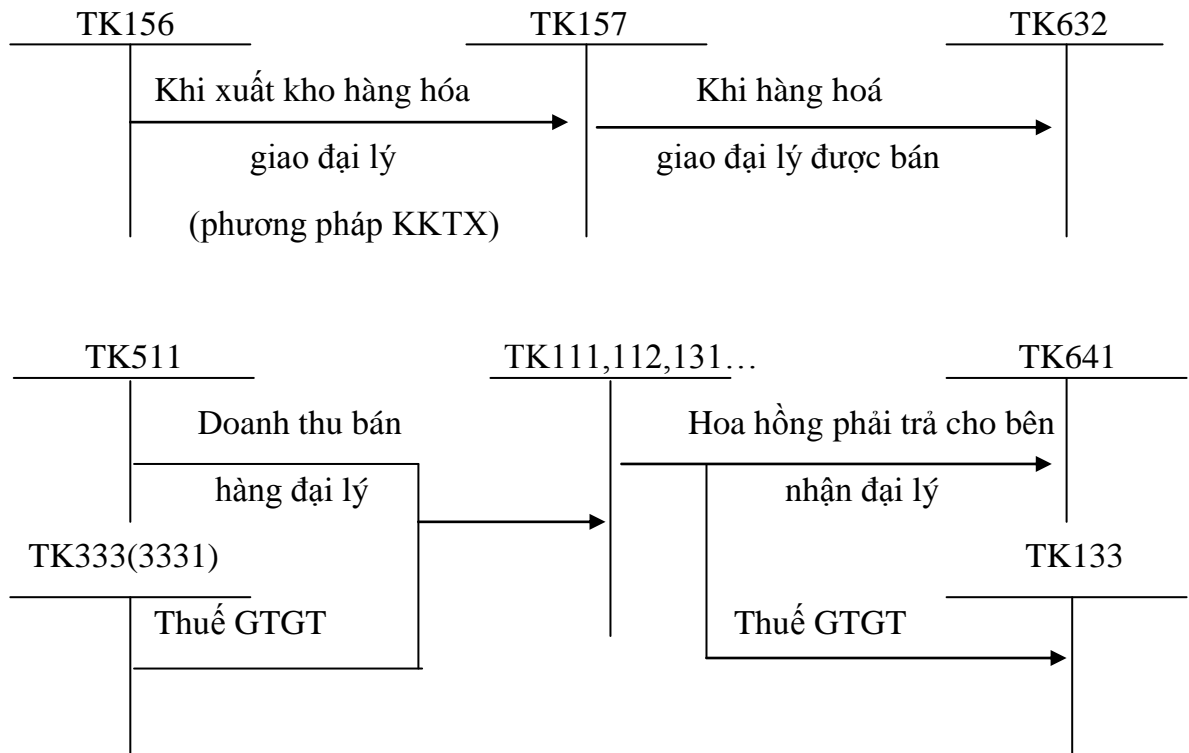 TK156 TK157 TK632
Khi xuất kho hàng hóa Khi hàng hoá
giao đại lý giao đại lý được bán
(phương pháp KKTX)
TK511 TK111,112,131… TK641
Doanh thu bán Hoa hồng phải trả cho bên
hàng đại lý nhận đại lý
TK333(3331) TK133
Thuế GTGT Thuế GTGT